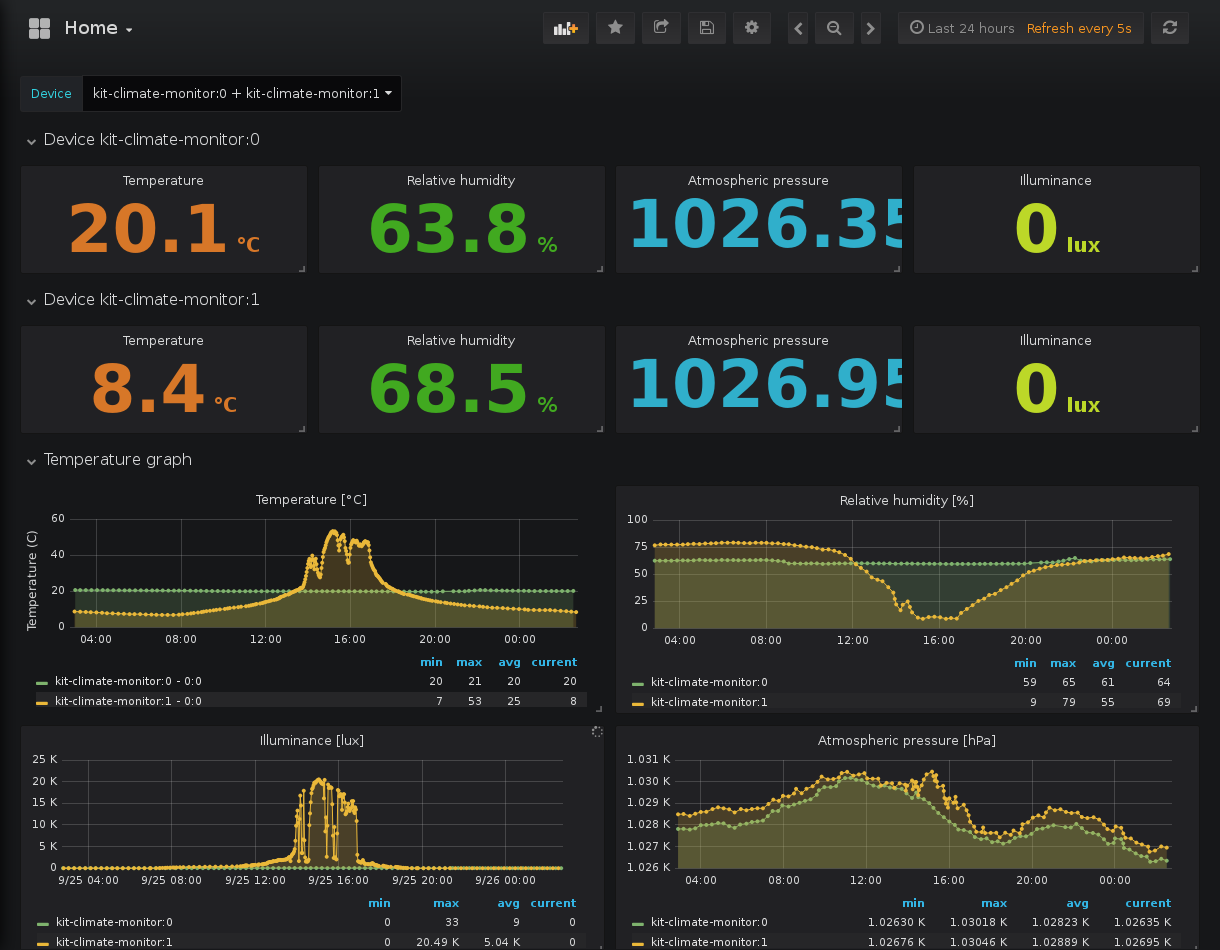 Home
Last 24 hours Refresh every 5s
Device kit-climate-monitor:0 + kit-climate-monitor:1
Device kit-climate-monitor:0
Temperature Relative humidity Atmospheric pressure Illuminance
20.1 °C 63.8 % 1026.35 0 lux
Device kit-climate-monitor:1
Temperature Relative humidity Atmospheric pressure Illuminance
8.4 °C 68.5 % 1026.95 0 lux
Temperature graph
Temperature [°C]
Temperature (C)
60
40
20
0
04:00 08:00 12:00 16:00 20:00 00:00
min max avg current
kit-climate-monitor:0 - 0:0 20 21 20 20
kit-climate-monitor:1 - 0:0 7 53 25 8
Relative humidity [%]
100
75
50
25
0
04:00 08:00 12:00 16:00 20:00 00:00
min max avg current
kit-climate-monitor:0 59 65 61 64
kit-climate-monitor:1 9 79 55 69
Illuminance [lux]
25 K
20 K
15 K
10 K
5 K
0
9/25 04:00 9/25 08:00 9/25 12:00 9/25 16:00 9/25 20:00 9/26 00:00
min max avg current
kit-climate-monitor:0 0 33 9 0
kit-climate-monitor:1 0 20.49 K 5.04 K 0
Atmospheric pressure [hPa]
1.031 K
1.030 K
1.029 K
1.028 K
1.027 K
1.026 K
04:00 08:00 12:00 16:00 20:00 00:00
min max avg current
kit-climate-monitor:0 1.02630 K 1.03018 K 1.02823 K 1.02635 K
kit-climate-monitor:1 1.02676 K 1.03046 K 1.02889 K 1.02695 K